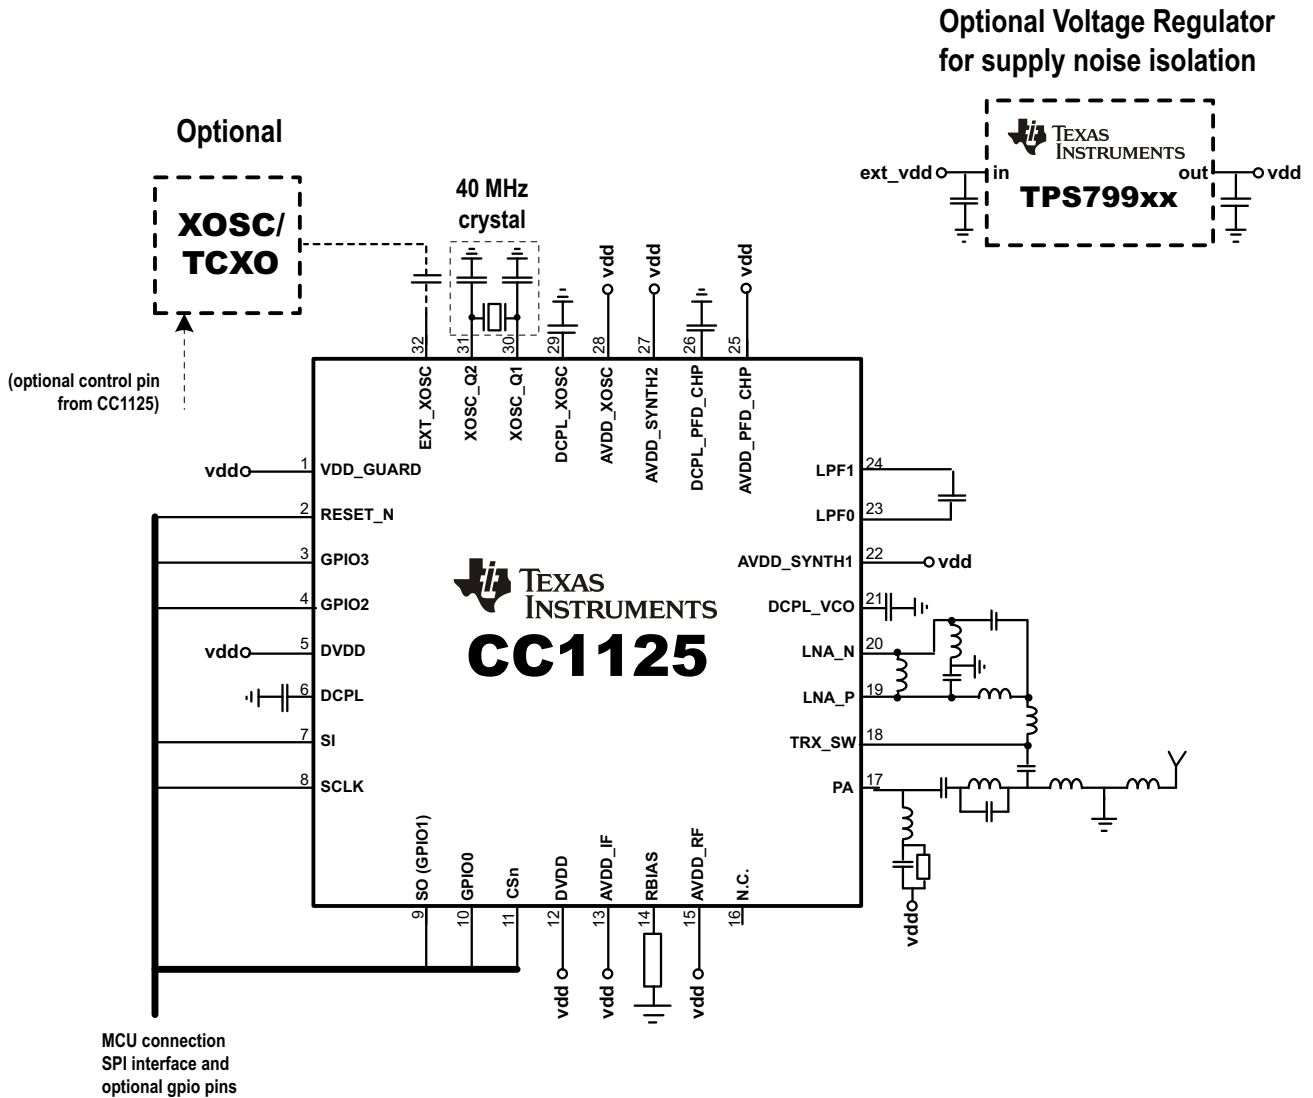 Optional Voltage Regulator
for supply noise isolation
TEXAS
INSTRUMENTS
TPS799xx
ext_vdd
in
out
vdd
Optional
XOSC/
TCXO
(optional control pin
from CC1125)
40 MHz
crystal
vdd
vdd
vdd
32
31
30
29
28
27
26
25
EXT_XOSC
XOSC_Q2
XOSC_Q1
DCPL_XOSC
AVDD_XOSC
AVDD_SYNTH2
DCPL_PFD_CHP
AVDD_PFD_CHP
vdd
1
VDD_GUARD
2
RESET_N
3
GPIO3
4
GPIO2
vdd
5
DVDD
6
DCPL
7
SI
8
SCLK
TEXAS
INSTRUMENTS
CC1125
LPF1
24
LPF0
23
AVDD_SYNTH1
22
vdd
DCPL_VCO
21
LNA_N
20
LNA_P
19
TRX_SW
18
PA
17
vdd
SO (GPIO1)
GPIO0
CSn
DVDD
AVDD_IF
RBIAS
AVDD_RF
N.C.
9
10
11
12
13
14
15
16
vdd
vdd
vdd
MCU connection
SPI interface and
optional gpio pins